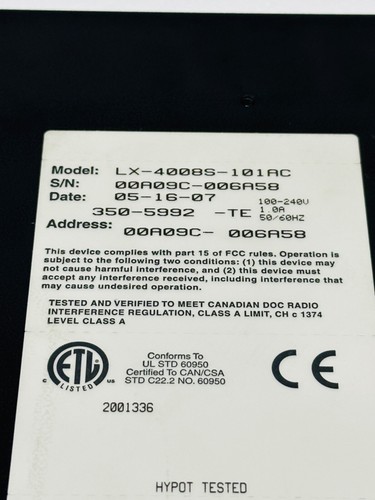 Model: LX-4008S-101AC
S/N: 00A09C-006A58
Date: 05-16-07 100-240V
350-5992 -TE 1.0A
50/60HZ
Address: 00A09C- 006A58
This device complies with part 15 of FCC rules. Operation is
subject to the following two conditions: (1) this device may
not cause harmful interference, and (2) this device must
accept any interference received, including interference that
may cause undesired operation.
TESTED AND VERIFIED TO MEET CANADIAN DOC RADIO
INTERFERENCE REGULATION, CLASS A LIMIT, CH c 1374
LEVEL CLASS A
ETL
LISTED
Conforms To
UL STD 60950
Certified To CAN/CSA
STD C22.2 NO. 60950
CE
2001336
HYPOT TESTED